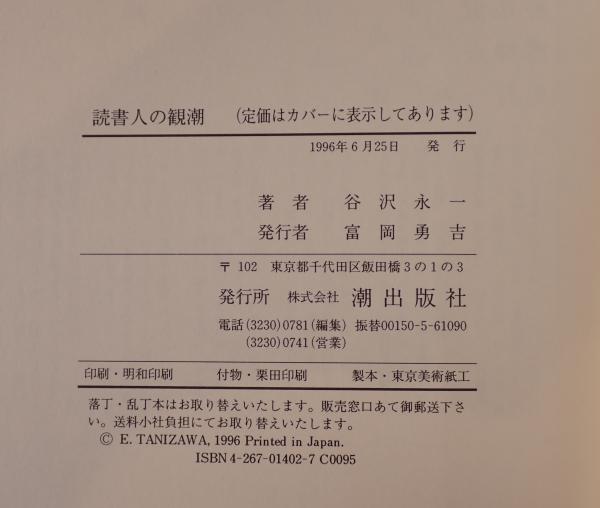 読書人の観潮　（定価はカバーに表示してあります）
1996年6月25日　発　行
著　者　谷　沢　永　一
発行者　富　岡　勇　吉
〒102　東京都千代田区飯田橋3の1の3
発行所　株式会社　潮出版社
電話(3230)0781(編集)　振替00150-5-61090
(3230)0741(営業)
印刷・明和印刷　付物・栗田印刷　製本・東京美術紙工
落丁・乱丁本はお取り替えいたします。販売窓口あて御郵送下さ
い。送料小社負担にてお取り替えいたします。
© E. TANIZAWA, 1996 Printed in Japan.
ISBN4-267-01402-7 C0095